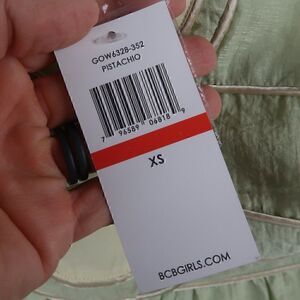 GOW6328-352
PISTACHIO
7 96589 06818 9
XS
BCBGIRLS.COM